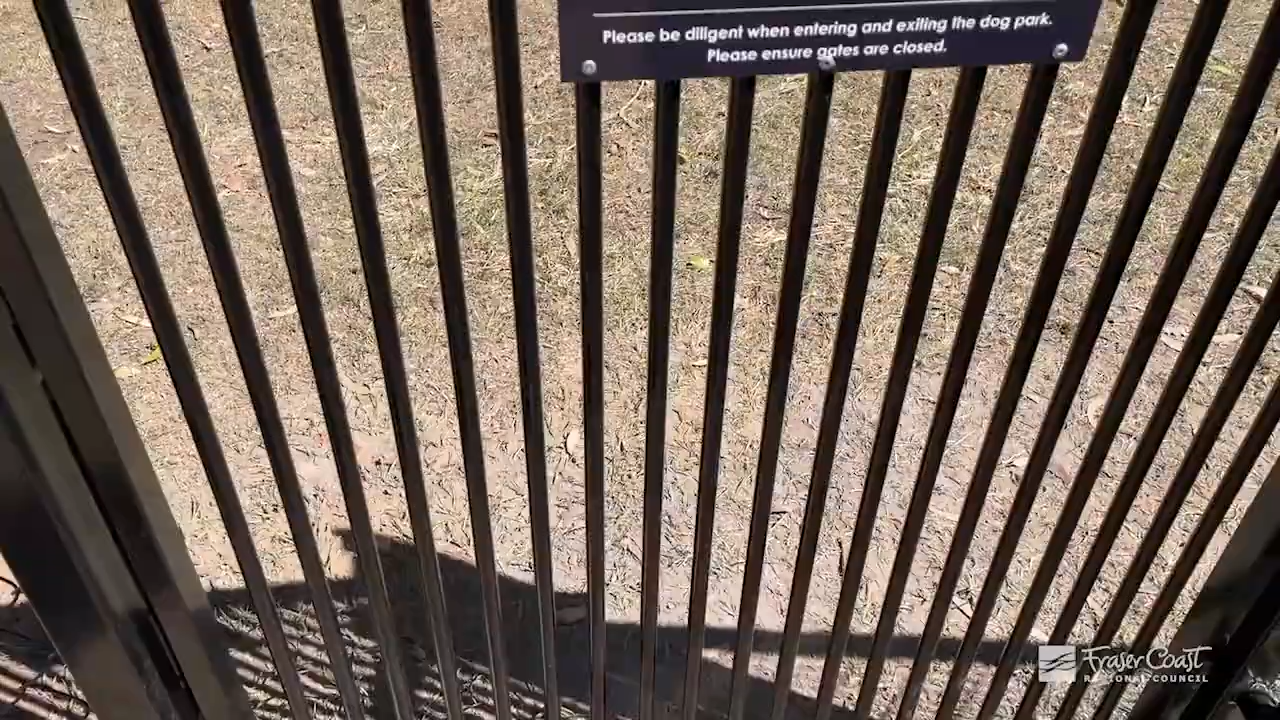 Please be diligent when entering and exiting the dog park.
Please ensure gates are closed.
Fraser Coast
REGIONAL COUNCIL